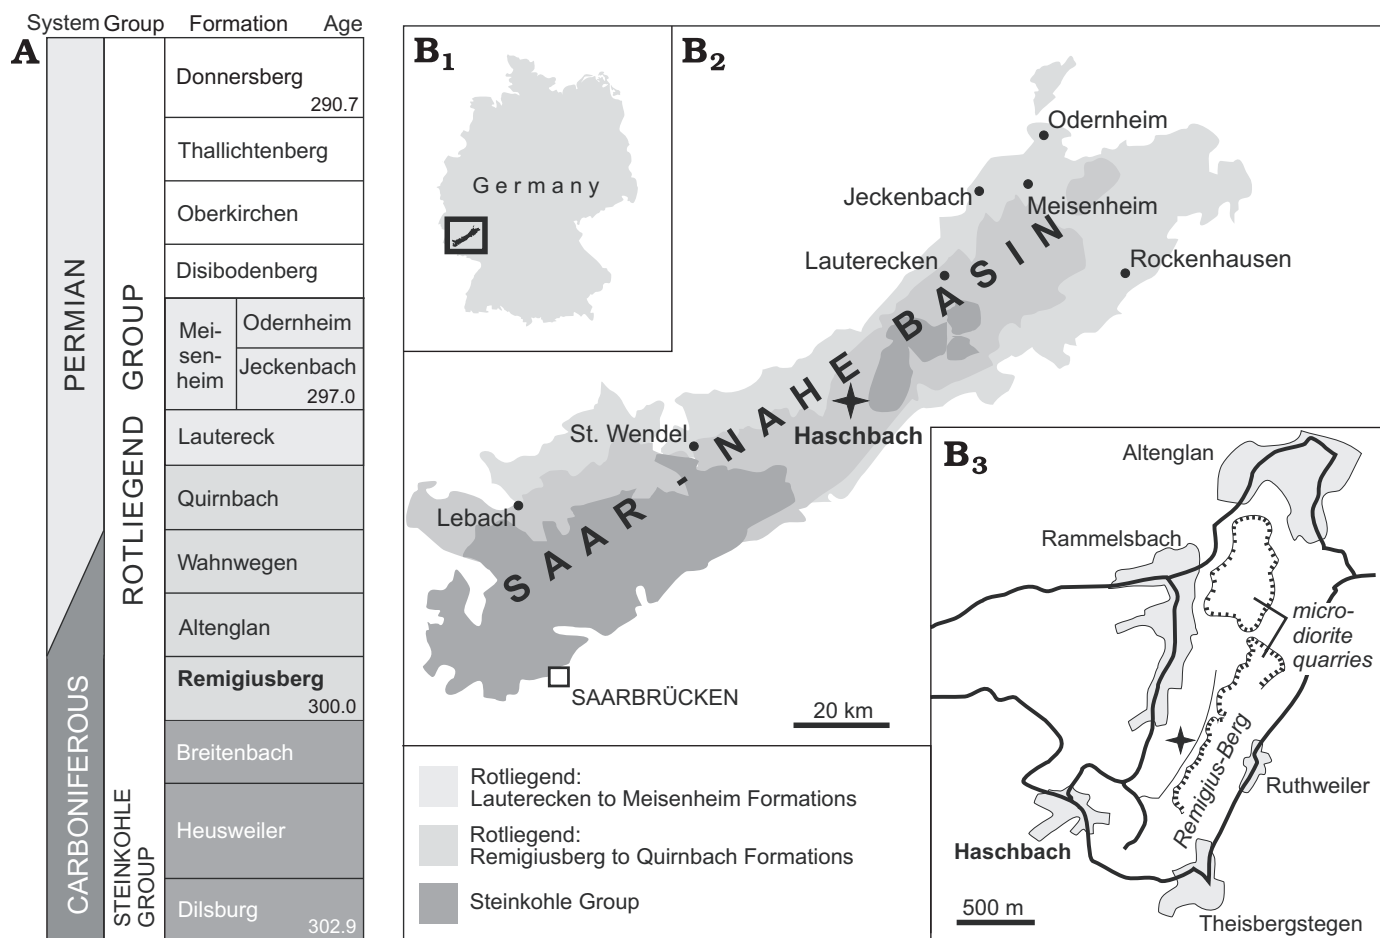 System Group Formation Age
A
PERMIAN
CARBONIFEROUS
ROTLIEGEND GROUP
STEINKOHLE
GROUP
Donnersberg
290.7
Thallichtenberg
Oberkirchen
Disibodenberg
Mei-
sen-
heim
Odernheim
Jeckenbach
297.0
Lautereck
Quirnbach
Wahnwegen
Altenglan
Remigiusberg
300.0
Breitenbach
Heusweiler
Dilsburg
302.9
B1
Germany
B2
Odernheim
Jeckenbach
Meisenheim
Lauterecken
Rockenhausen
SAAR - NAHE BASIN
Haschbach
St. Wendel
Lebach
SAARBRÜCKEN
20 km
Rotliegend:
Lauterecken to Meisenheim Formations
Rotliegend:
Remigiusberg to Quirnbach Formations
Steinkohle Group
B3
Altenglan
Rammelsbach
micro-
diorite
quarries
Remigius-Berg
Ruthweiler
Haschbach
500 m
Theisbergstegen